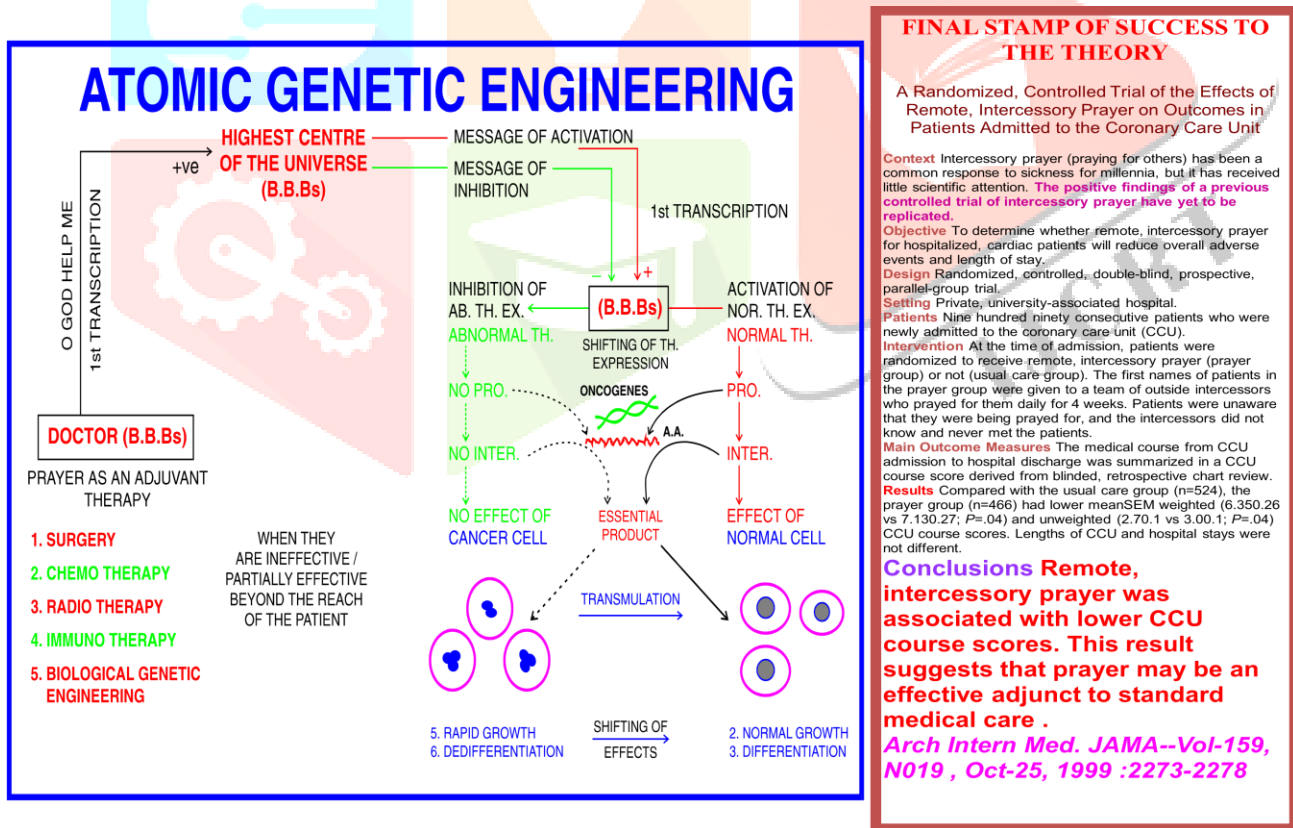 ATOMIC GENETIC ENGINEERING
HIGHEST CENTRE
OF THE UNIVERSE
(B.B.Bs)
+ve
MESSAGE OF ACTIVATION
MESSAGE OF
INHIBITION
1st TRANSCRIPTION
O GOD HELP ME
1st TRANSCRIPTION
DOCTOR (B.B.Bs)
PRAYER AS AN ADJUVANT
THERAPY
1. SURGERY
2. CHEMO THERAPY
3. RADIO THERAPY
4. IMMUNO THERAPY
5. BIOLOGICAL GENETIC
ENGINEERING
WHEN THEY
ARE INEFFECTIVE /
PARTIALLY EFFECTIVE
BEYOND THE REACH
OF THE PATIENT
INHIBITION OF
AB. TH. EX.
ABNORMAL TH.
NO PRO.
NO INTER.
NO EFFECT OF
CANCER CELL
–
+
(B.B.Bs)
SHIFTING OF TH.
EXPRESSION
ONCOGENES
A.A.
ESSENTIAL
PRODUCT
ACTIVATION OF
NOR. TH. EX.
NORMAL TH.
PRO.
INTER.
EFFECT OF
NORMAL CELL
TRANSMULATION
5. RAPID GROWTH
6. DEDIFFERENTIATION
SHIFTING OF
EFFECTS
2. NORMAL GROWTH
3. DIFFERENTIATION
FINAL STAMP OF SUCCESS TO
THE THEORY
A Randomized, Controlled Trial of the Effects of
Remote, Intercessory Prayer on Outcomes in
Patients Admitted to the Coronary Care Unit
Context Intercessory prayer (praying for others) has been a
common response to sickness for millennia, but it has received
little scientific attention. The positive findings of a previous
controlled trial of intercessory prayer have yet to be
replicated.
Objective To determine whether remote, intercessory prayer
for hospitalized, cardiac patients will reduce overall adverse
events and length of stay.
Design Randomized, controlled, double-blind, prospective,
parallel-group trial.
Setting Private, university-associated hospital.
Patients Nine hundred ninety consecutive patients who were
newly admitted to the coronary care unit (CCU).
Intervention At the time of admission, patients were
randomized to receive remote, intercessory prayer (prayer
group) or not (usual care group). The first names of patients in
the prayer group were given to a team of outside intercessors
who prayed for them daily for 4 weeks. Patients were unaware
that they were being prayed for, and the intercessors did not
know and never met the patients.
Main Outcome Measures The medical course from CCU
admission to hospital discharge was summarized in a CCU
course score derived from blinded, retrospective chart review.
Results Compared with the usual care group (n=524), the
prayer group (n=466) had lower meanSEM weighted (6.350.26
vs 7.130.27; P=.04) and unweighted (2.70.1 vs 3.00.1; P=.04)
CCU course scores. Lengths of CCU and hospital stays were
not different.
Conclusions Remote,
intercessory prayer was
associated with lower CCU
course scores. This result
suggests that prayer may be an
effective adjunct to standard
medical care .
Arch Intern Med. JAMA--Vol-159,
N019 , Oct-25, 1999 :2273-2278
IJCRT